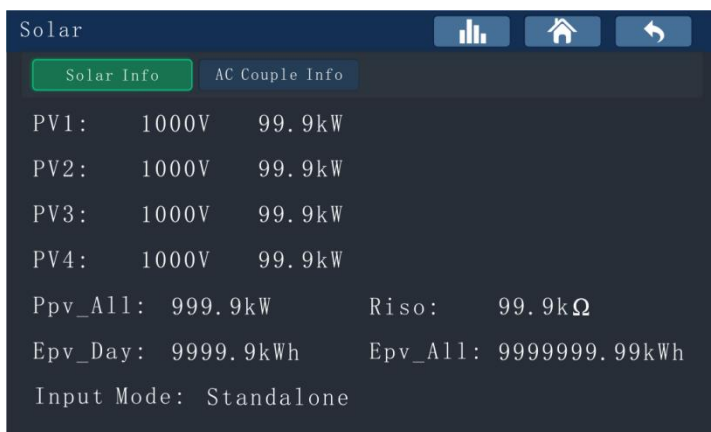 Solar
Solar Info AC Couple Info
PV1: 1000V 99.9kW
PV2: 1000V 99.9kW
PV3: 1000V 99.9kW
PV4: 1000V 99.9kW
Ppv_All: 999.9kW Riso: 99.9kΩ
Epv_Day: 9999.9kWh Epv_All: 9999999.99kWh
Input Mode: Standalone